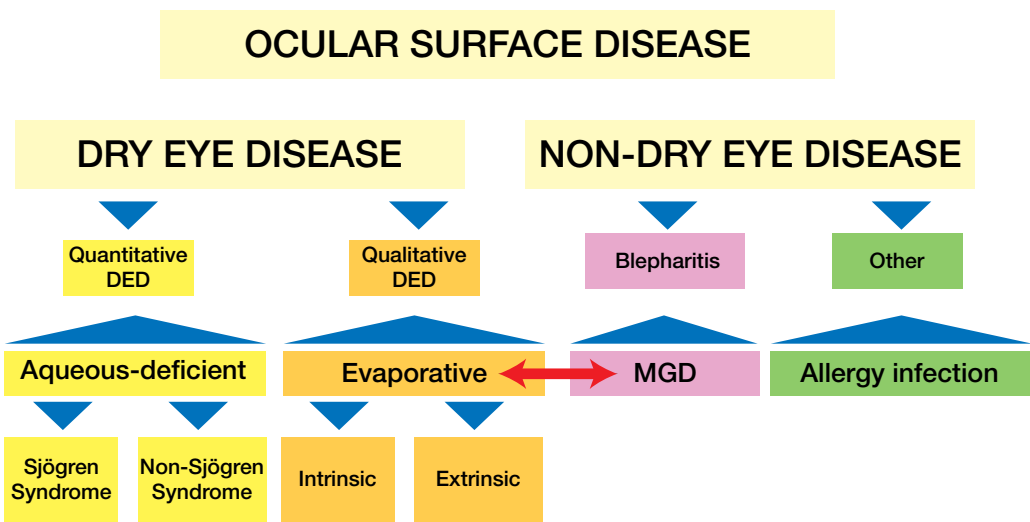 OCULAR SURFACE DISEASE
DRY EYE DISEASE
NON-DRY EYE DISEASE
Quantitative
DED
Qualitative
DED
Blepharitis
Other
Aqueous-deficient
Evaporative
MGD
Allergy infection
Sjögren
Syndrome
Non-Sjögren
Syndrome
Intrinsic
Extrinsic